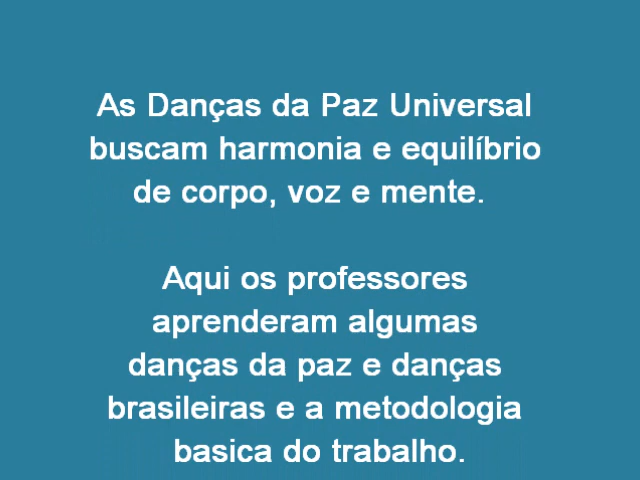 As Danças da Paz Universal
buscam harmonia e equilíbrio
de corpo, voz e mente.
Aqui os professores
aprenderam algumas
danças da paz e danças
brasileiras e a metodologia
basica do trabalho.